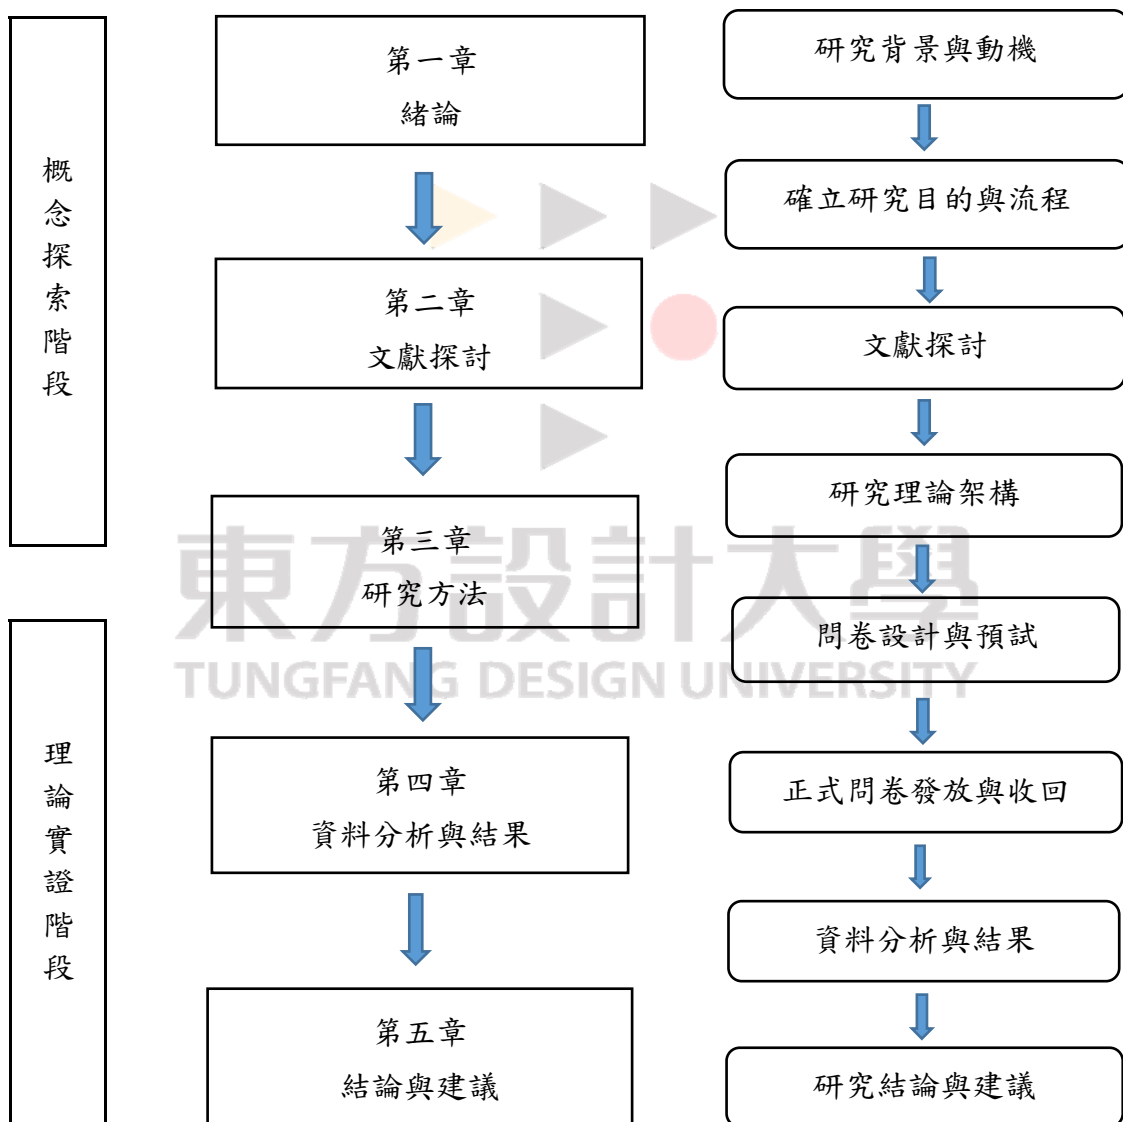 概念探索階段
理論實證階段
第一章
緒論
第二章
文獻探討
第三章
研究方法
第四章
資料分析與結果
第五章
結論與建議
研究背景與動機
確立研究目的與流程
文獻探討
研究理論架構
問卷設計與預試
正式問卷發放與收回
資料分析與結果
研究結論與建議
東方設計大學
TUNGFANG DESIGN UNIVERSITY